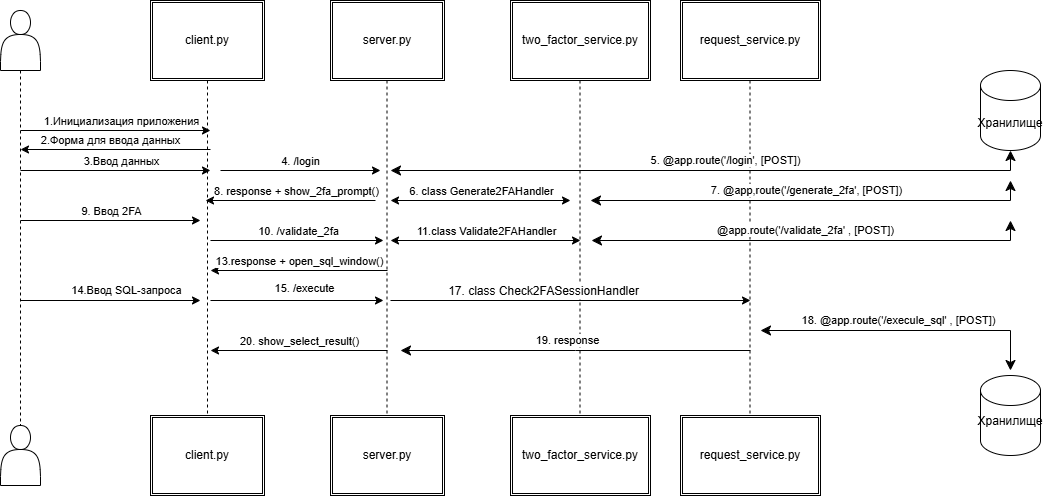 client.py
server.py
two_factor_service.py
request_service.py
Хранилище
1.Инициализация приложения
2.Форма для ввода данных
3.Ввод данных
4. /login
5. @app.route('/login', [POST])
8. response + show_2fa_prompt()
6. class Generate2FAHandler
7. @app,route('/generate_2fa', [POST])
9. Ввод 2FA
10. /validate_2fa
11.class Validate2FAHandler
@app.route('/validate_2fa' , [POST])
13.response + open_sql_window()
14.Ввод SQL-запроса
15. /execute
17. class Check2FASessionHandler
18. @app.route('/execule_sql' , [POST])
20. show_select_result()
19. response
Хранилище
client.py
server.py
two_factor_service.py
request_service.py